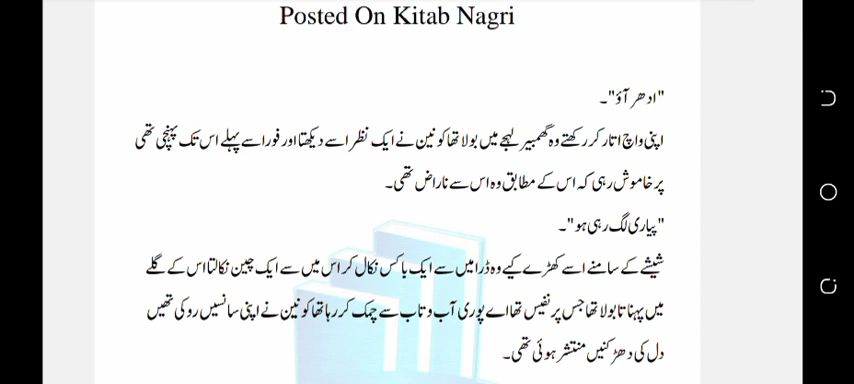 Posted On Kitab Nagri
"ادھر آؤ"۔
اپنی واچ اتار کر رکھتے وہ گھمبیر لہجے میں بولا تھا کونین نے ایک نظر اسے دیکھتا اور فورا سے پہلے اس تک پہنچی تھی
پر خاموش رہی کہ اس کے مطابق وہ اس سے ناراض تھی۔
"پیاری لگ رہی ہو"۔
شیشے کے سامنے اسے کھڑے کیے وہ ڈرا میں سے ایک باکس نکال کر اس میں سے ایک چین نکالتا اس کے گلے
میں پہناتا بولا تھا جس پر نفیس تھا اے پوری آب و تاب سے چمک کر رہا تھا کونین نے اپنی سانسیں روکی تھیں
دل کی دھڑکنیں منتشر ہوئی تھی۔